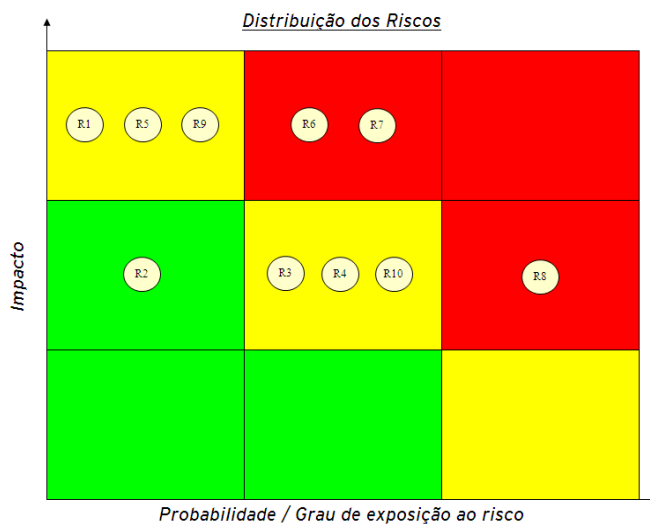 Distribuição dos Riscos
R1 R5 R9 R6 R7
R2 R3 R4 R10 R8
Impacto
Probabilidade / Grau de exposição ao risco